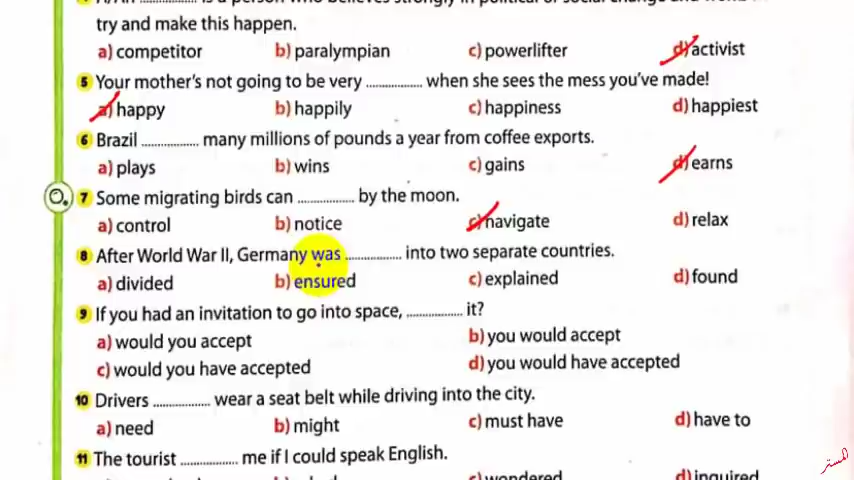 try and make this happen.
a) competitor b) paralympian c) powerlifter d) activist
5 Your mother's not going to be very .............. when she sees the mess you've made!
a) happy b) happily c) happiness d) happiest
6 Brazil .............. many millions of pounds a year from coffee exports.
a) plays b) wins c) gains d) earns
7 Some migrating birds can .............. by the moon.
a) control b) notice c) navigate d) relax
8 After World War II, Germany was .............. into two separate countries.
a) divided b) ensured c) explained d) found
9 If you had an invitation to go into space, .............. it?
a) would you accept b) you would accept
c) would you have accepted d) you would have accepted
10 Drivers .............. wear a seat belt while driving into the city.
a) need b) might c) must have d) have to
11 The tourist .............. me if I could speak English.
c) wondered d) inquired